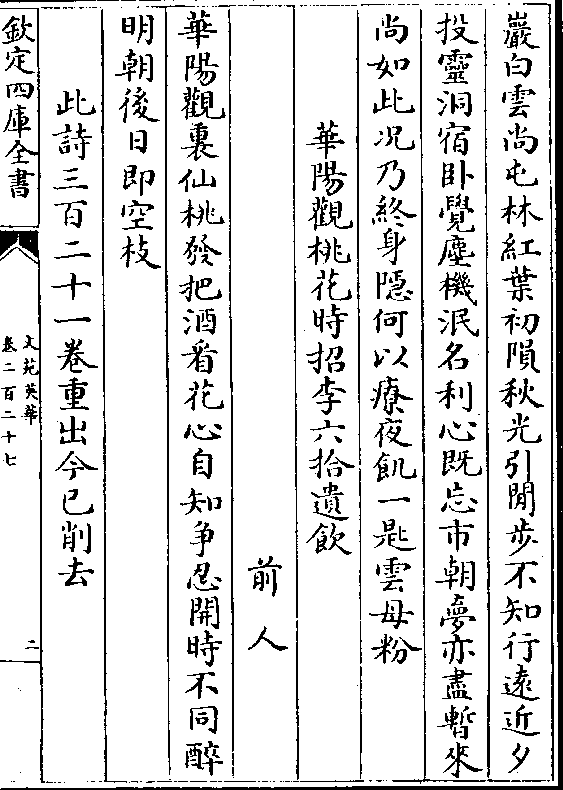 巖白雲尚屯林紅葉初隕秋光引閒步不知行遠近夕
投靈洞宿卧覺塵機泯名利心既忘市朝夢亦盡暫來
尚如此况乃終身隱何以療夜飢一匙雲母粉
華陽觀桃花時招李六拾遺飲
前人
華陽觀裏仙桃發把酒看花心自知爭忍開時不同醉
明朝後日即空枝
此詩三百二十一卷重出今已削去
欽定四庫全書
文苑英華
卷二百二十七
二